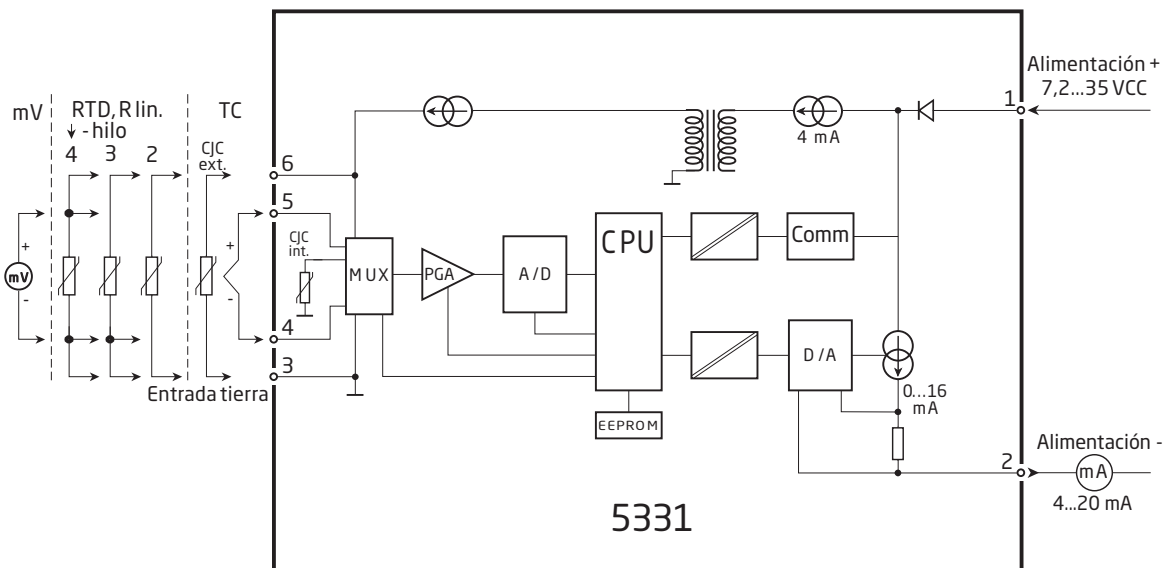 Alimentación +
7,2...35 VCC
mV
RTD, R lin.
- hilo
4 3 2
TC
CJC
ext.
1
4 mA
6
5
CJC
int.
+
-
mV
+
-
MUX
PGA
A/D
CPU
Comm
4
3
Entrada tierra
D/A
0...16
mA
EEPROM
Alimentación -
2
mA
4...20 mA
5331